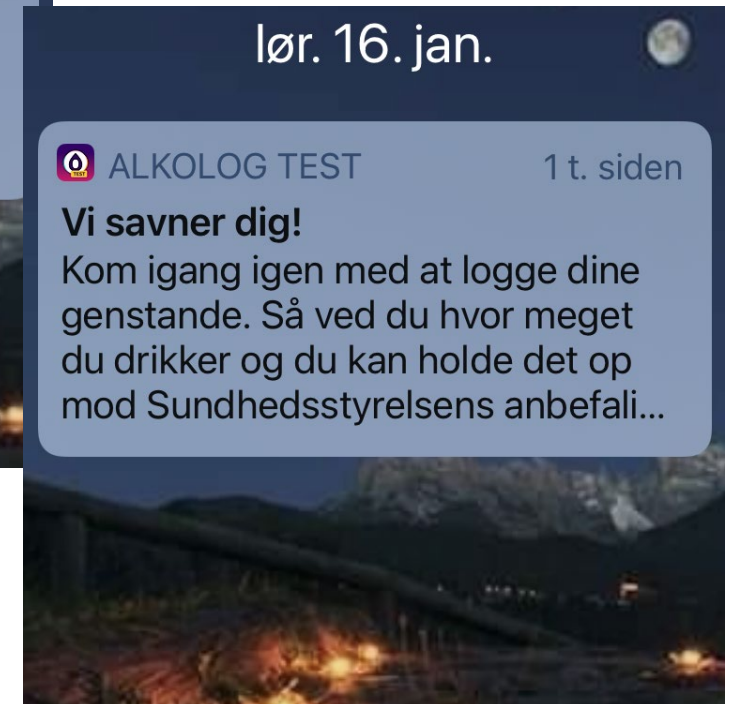 lør. 16. jan.
ALKOLOG TEST 1 t. siden
Vi savner dig!
Kom igang igen med at logge dine
genstande. Så ved du hvor meget
du drikker og du kan holde det op
mod Sundhedsstyrelsens anbefali...